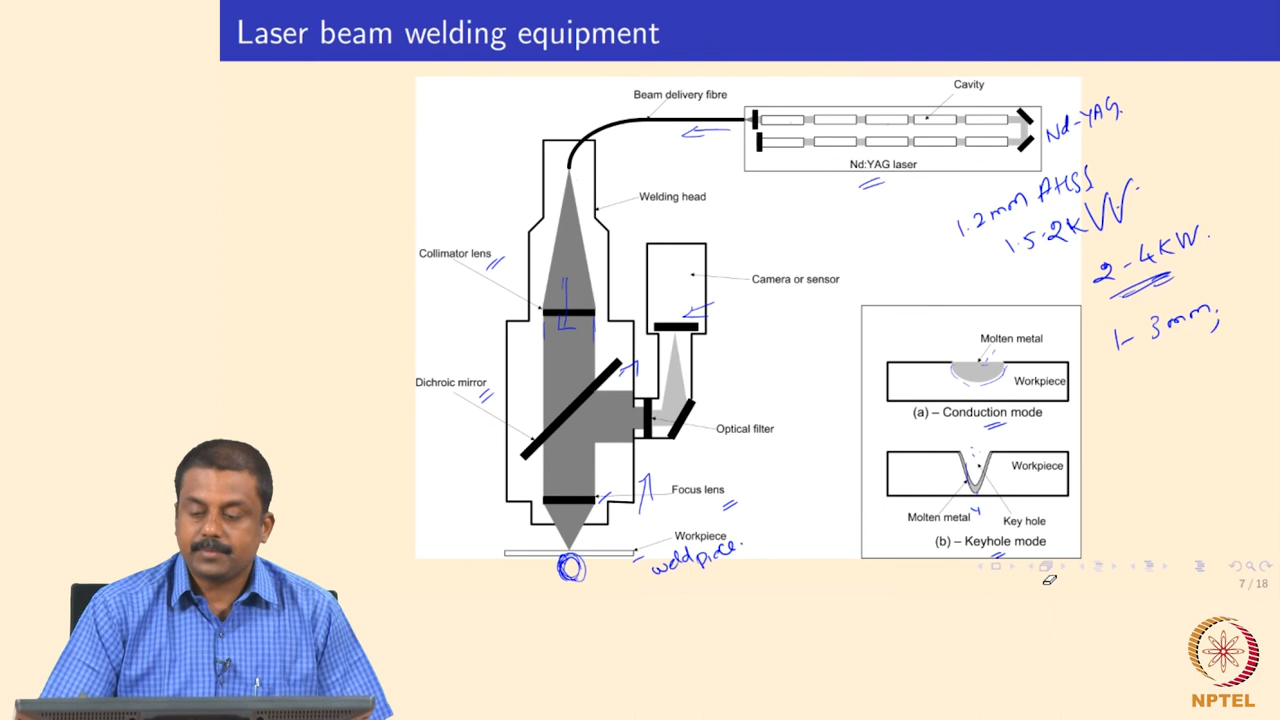 Laser beam welding equipment
Cavity
Beam delivery fibre
Nd:YAG laser
Nd-YAG.
Welding head
1.2mm AHSS
1.5-2kW
Collimator lens
2-4kW.
Camera or sensor
1-3mm,
Molten metal
Workpiece
(a) – Conduction mode
Dichroic mirror
Optical filter
Workpiece
Focus lens
Molten metal
Key hole
(b) – Keyhole mode
Workpiece
weld piece.
7 / 18
NPTEL